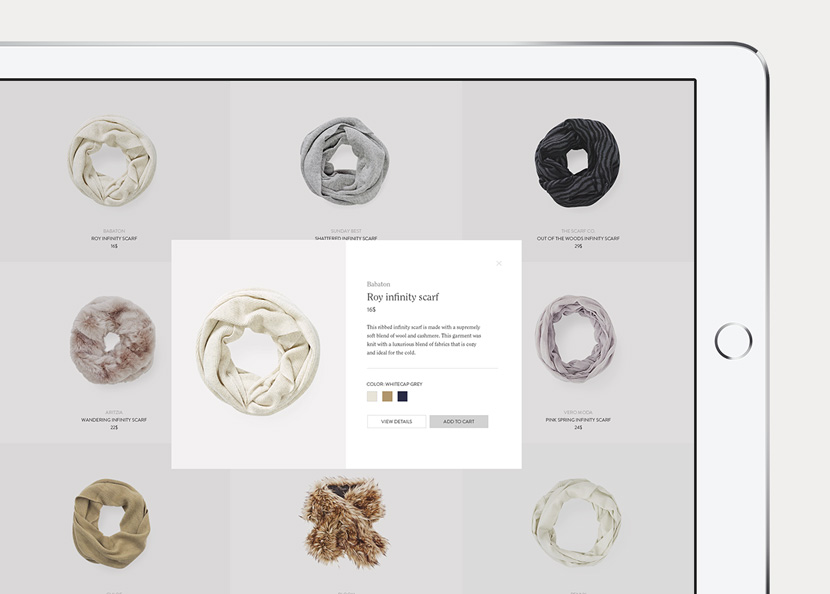 BABATON
SUNDAY BEST
THE SCARF CO.
ROY INFINITY SCARF
SHATTERED INFINITY SCARF
OUT OF THE WOODS INFINITY SCARF
16$
29$
Babaton
Roy infinity scarf
16$
This ribbed infinity scarf is made with a supremely
soft blend of wool and cashmere. This garment was
knit with a luxurious blend of fabrics that is cozy
and ideal for the cold.
COLOR: WHITECAP GREY
VIEW DETAILS
ADD TO CART
ARITZIA
VERO MODA
WANDERING INFINITY SCARF
PINK SPRING INFINITY SCARF
22$
24$